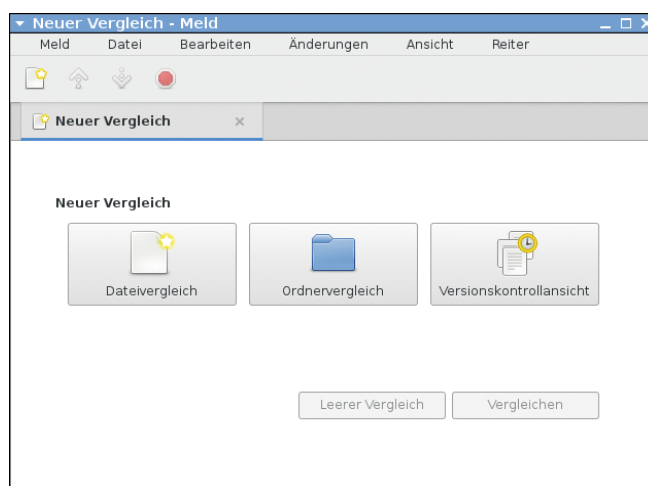 Neuer Vergleich - Meld
Meld Datei Bearbeiten Änderungen Ansicht Reiter
Neuer Vergleich
Neuer Vergleich
Dateivergleich Ordnervergleich Versionskontrollansicht
Leerer Vergleich Vergleichen